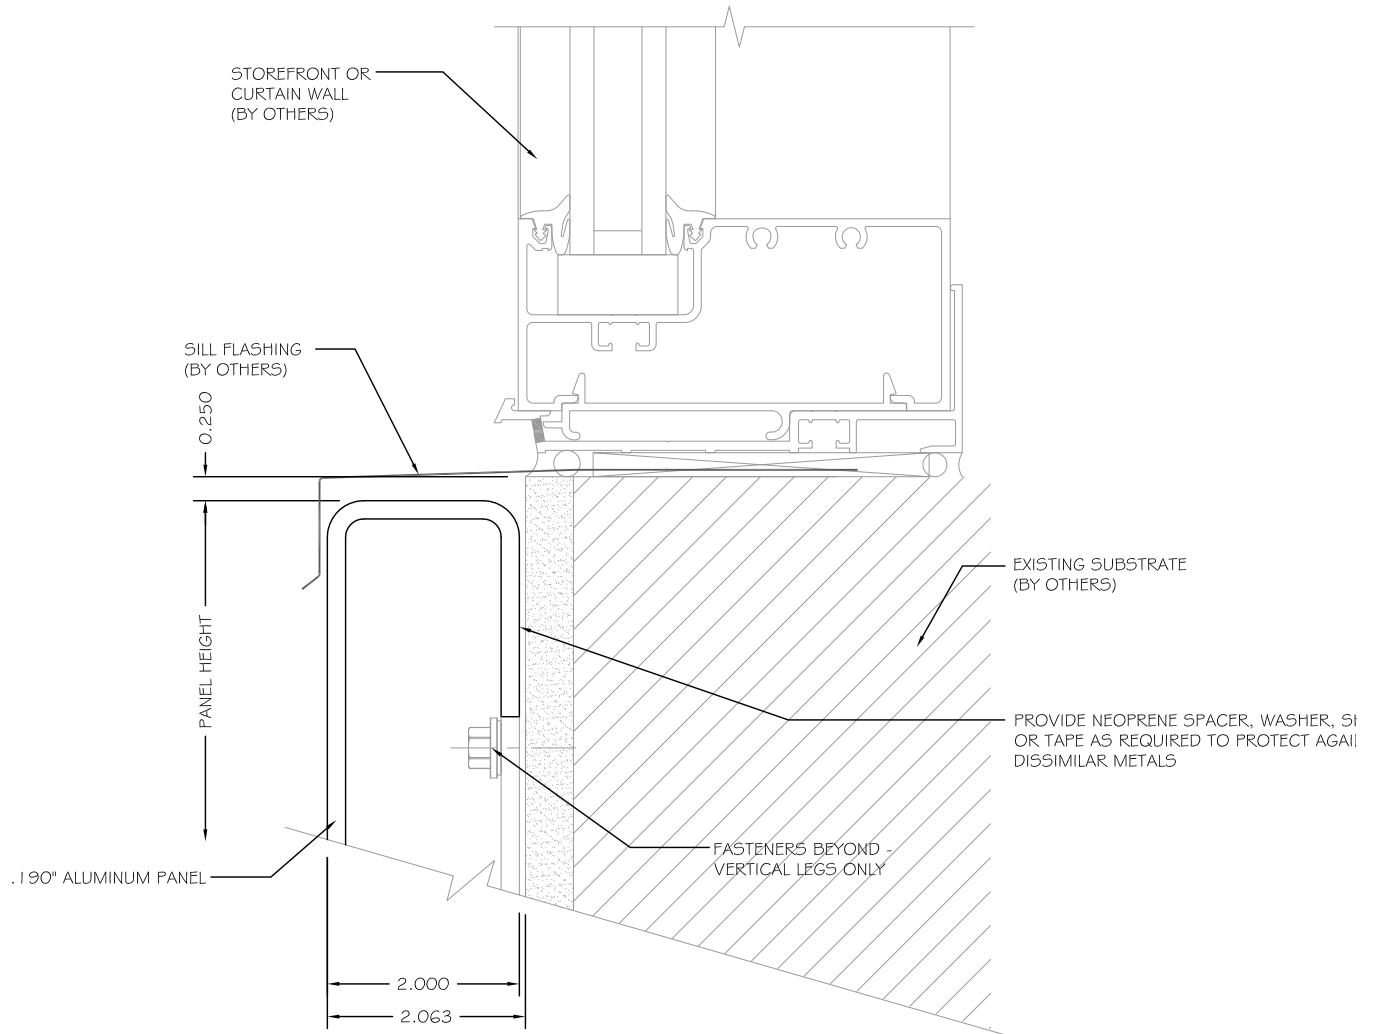 STOREFRONT OR
CURTAIN WALL
(BY OTHERS)
SILL FLASHING
(BY OTHERS)
0.250
EXISTING SUBSTRATE
(BY OTHERS)
PANEL HEIGHT
PROVIDE NEOPRENE SPACER, WASHER,
OR TAPE AS REQUIRED TO PROTECT
DISSIMILAR METALS
FASTENERS BEYOND -
VERTICAL LEGS ONLY
.190" ALUMINUM PANEL
2.000
2.063